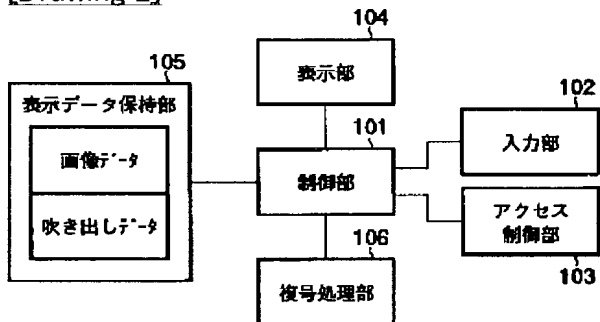 104
表示部
105
表示データ保持部
画像データ
吹き出しデータ
101
制御部
102
入力部
アクセス
制御部
103
106
復号処理部